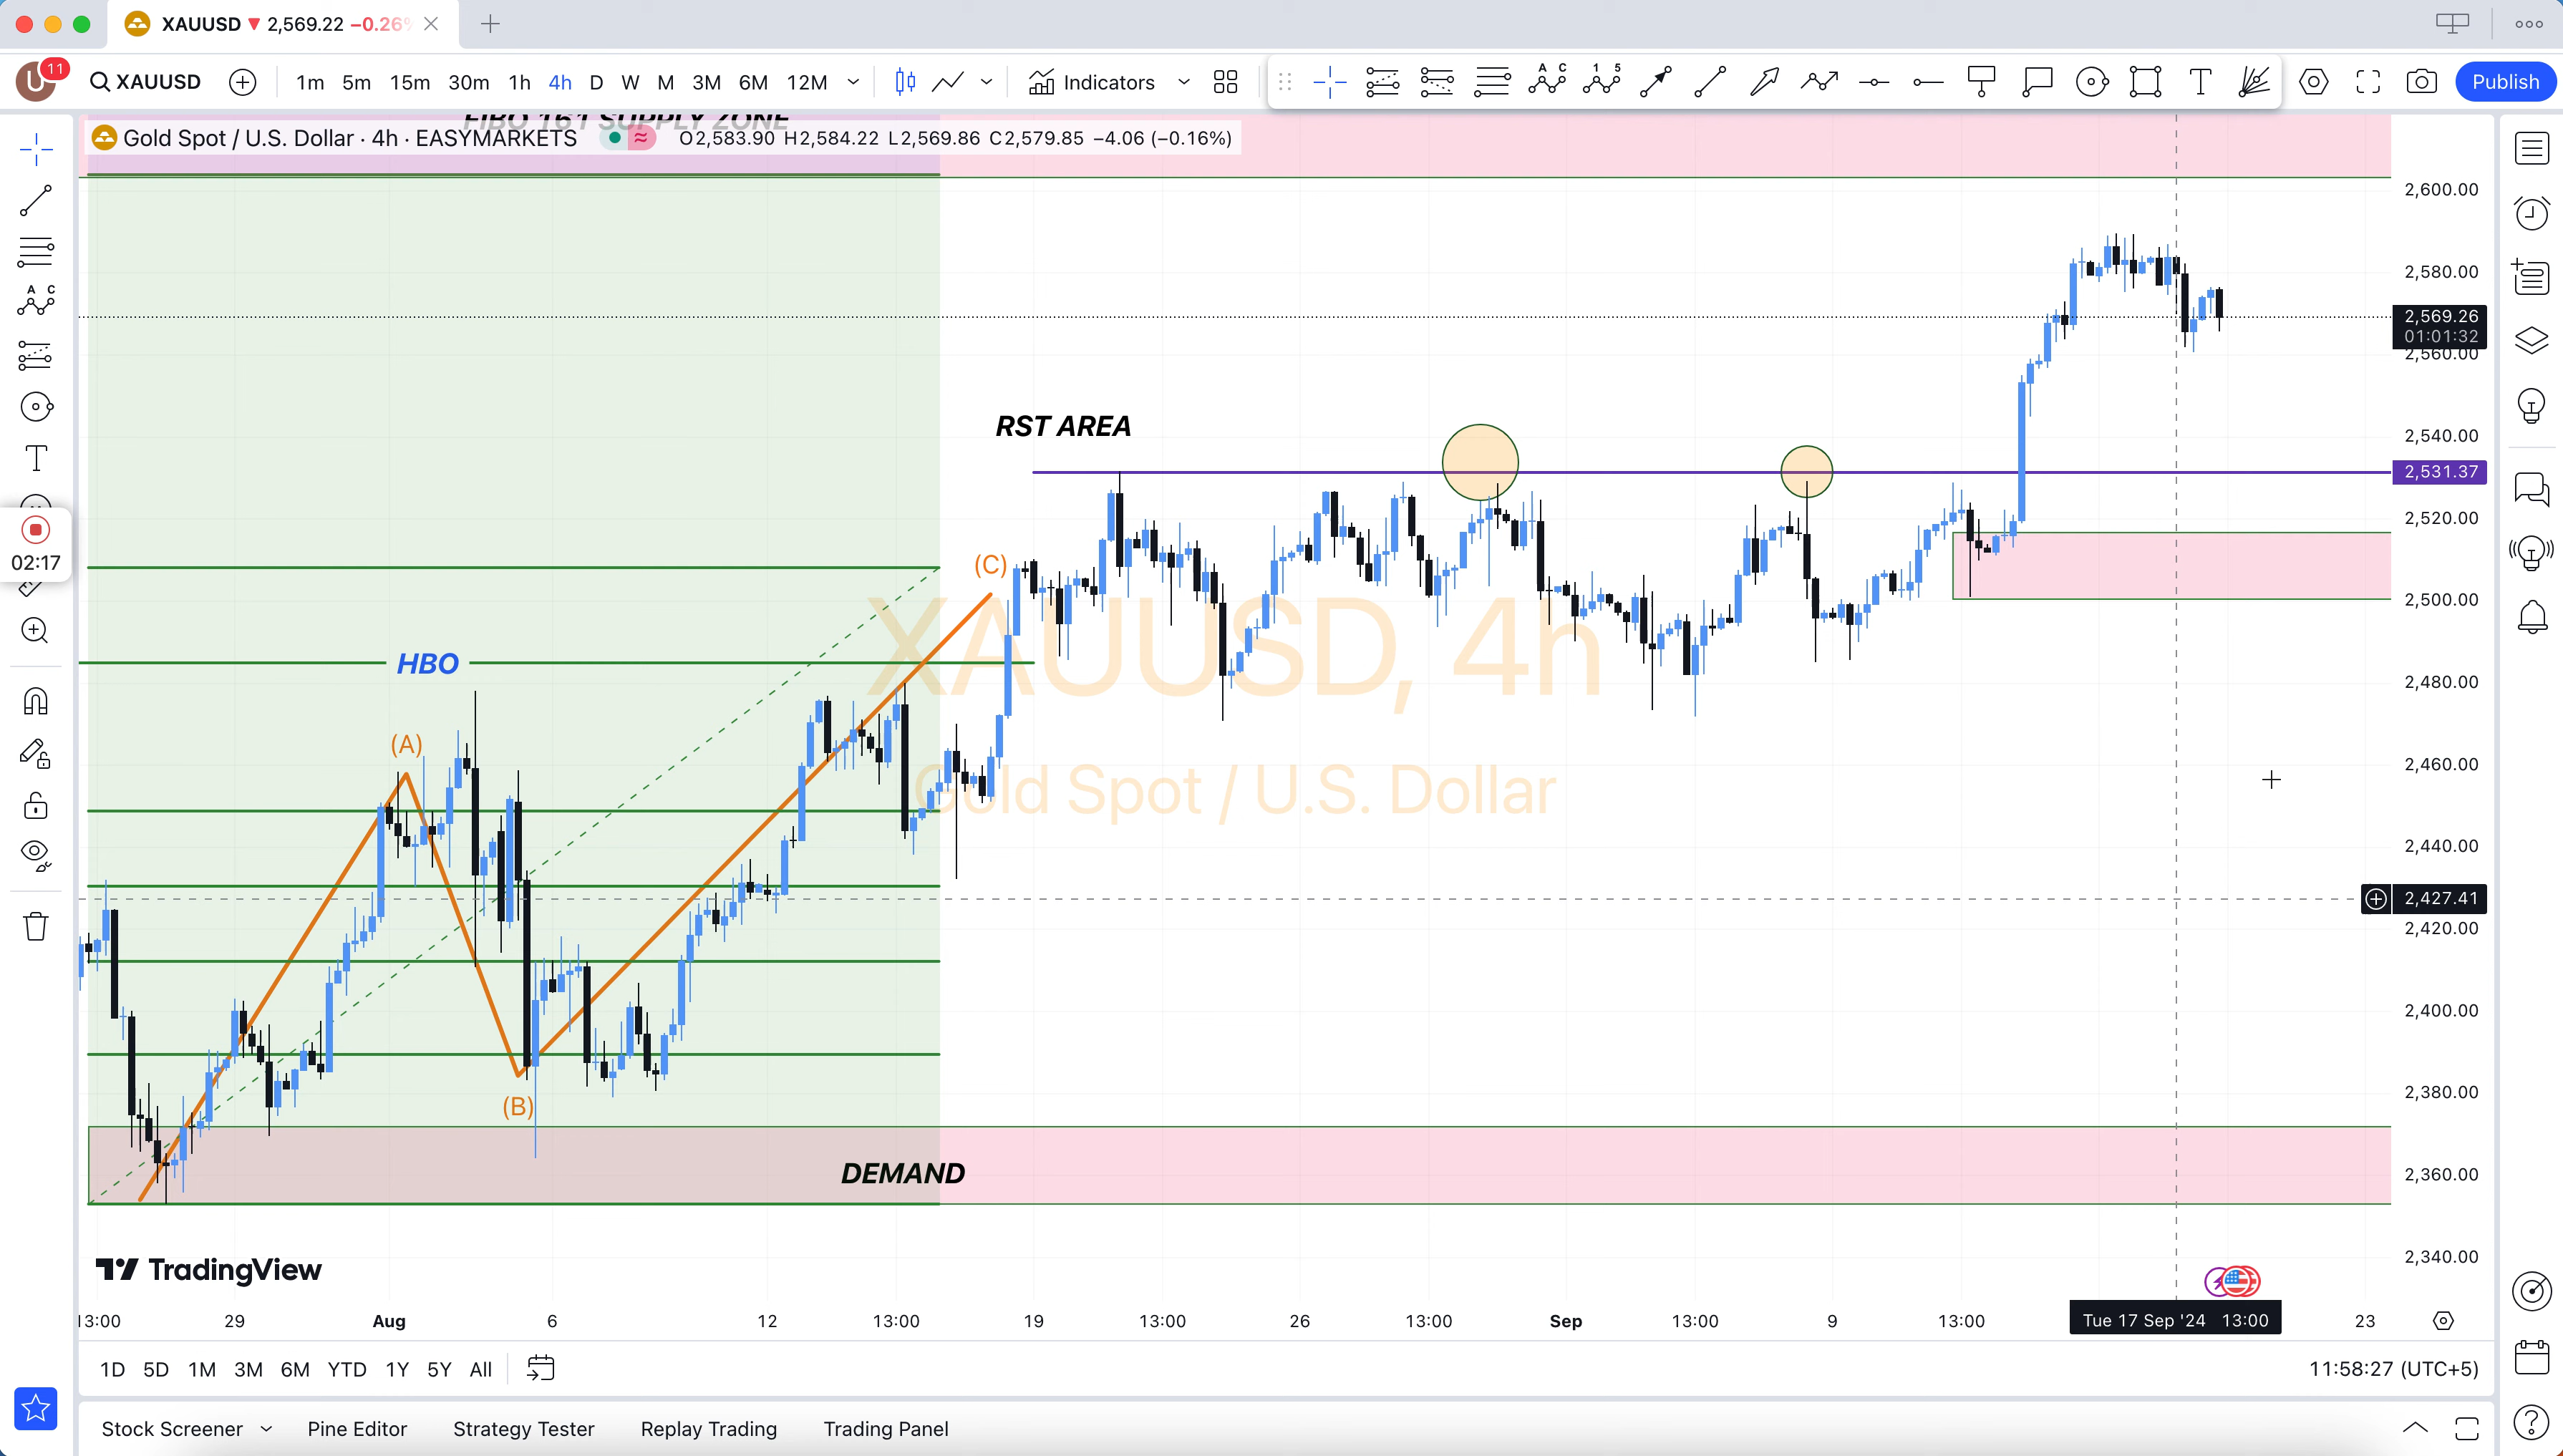 XAUUSD ▼ 2,569.22 −0.26%
U 11 XAUUSD 1m 5m 15m 30m 1h 4h D W M 3M 6M 12M Indicators Publish
FIBO 161 SUPPLY ZONE
Gold Spot / U.S. Dollar · 4h · EASYMARKETS O2,583.90 H2,584.22 L2,569.86 C2,579.85 −4.06 (−0.16%)
2,600.00
2,580.00
2,569.26
01:01:32
2,560.00
RST AREA
2,540.00
2,531.37
2,520.00
02:17
(C)
2,500.00
XAUUSD, 4h
HBO
2,480.00
(A)
2,460.00
Gold Spot / U.S. Dollar
2,440.00
2,427.41
2,420.00
2,400.00
2,380.00
(B)
DEMAND
2,360.00
TradingView
2,340.00
13:00 29 Aug 6 12 13:00 19 13:00 26 13:00 Sep 13:00 9 13:00 Tue 17 Sep '24 13:00 23
1D 5D 1M 3M 6M YTD 1Y 5Y All 11:58:27 (UTC+5)
Stock Screener Pine Editor Strategy Tester Replay Trading Trading Panel